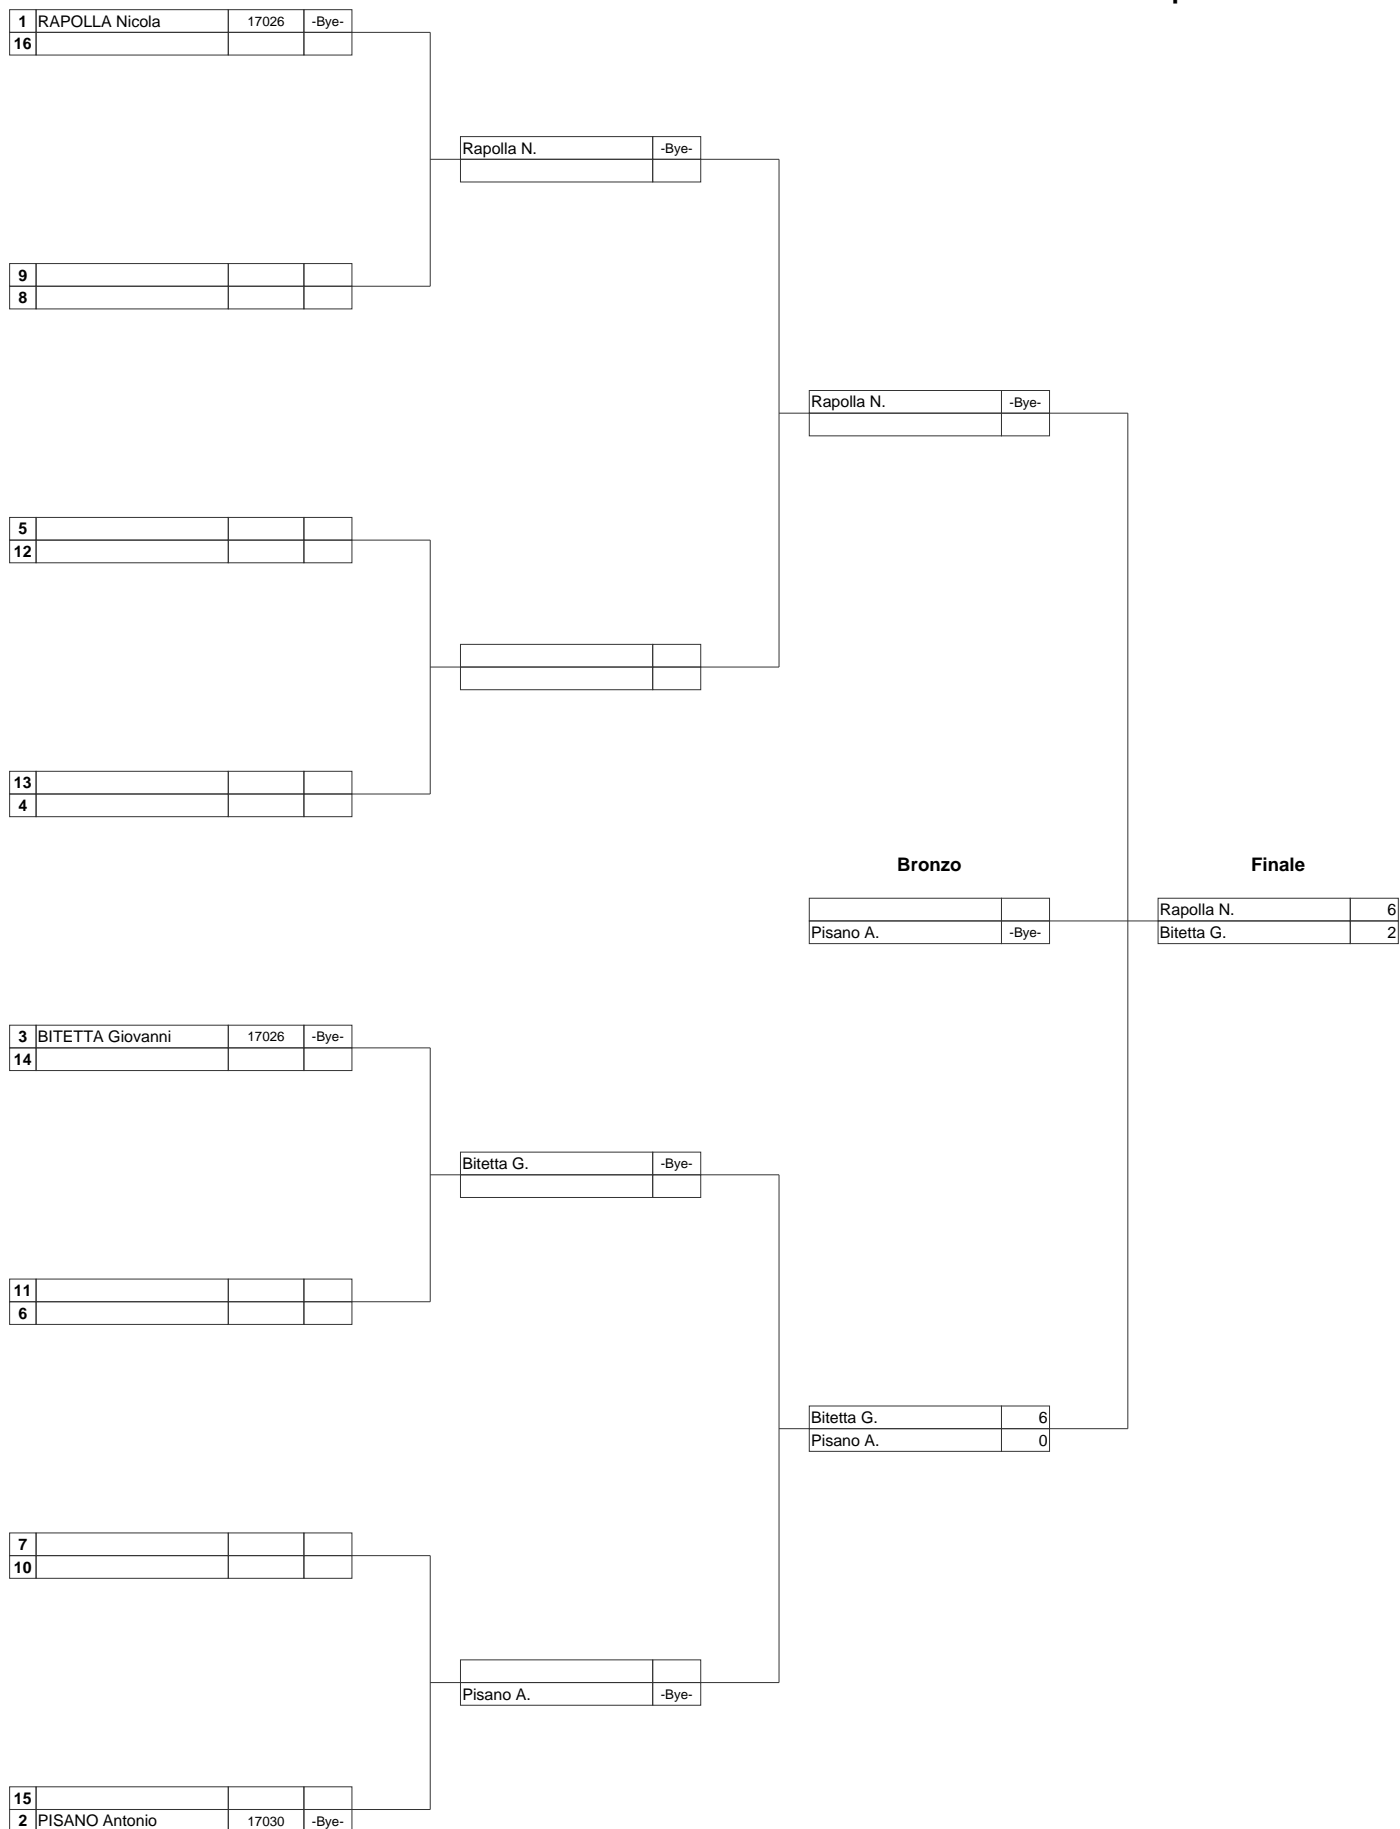 1 RAPOLLA Nicola 17026 -Bye-
16
Rapolla N. -Bye-
9
8
Rapolla N. -Bye-
5
12
13
4
Bronzo Finale
Rapolla N. 6
Pisano A. -Bye- Bitetta G. 2
3 BITETTA Giovanni 17026 -Bye-
14
Bitetta G. -Bye-
11
6
Bitetta G. 6
Pisano A. 0
7
10
Pisano A. -Bye-
15
2 PISANO Antonio 17030 -Bye-